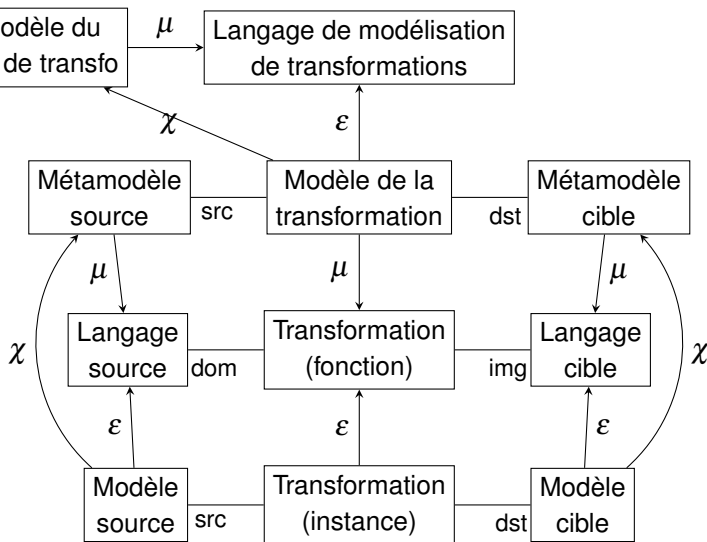 odèle du
de transfo
μ
Langage de modélisation
de transformations
χ
ε
Métamodèle
source
src
Modèle de la
transformation
dst
Métamodèle
cible
μ
μ
μ
χ
Langage
source
dom
Transformation
(fonction)
img
Langage
cible
χ
ε
ε
ε
Modèle
source
src
Transformation
(instance)
dst
Modèle
cible